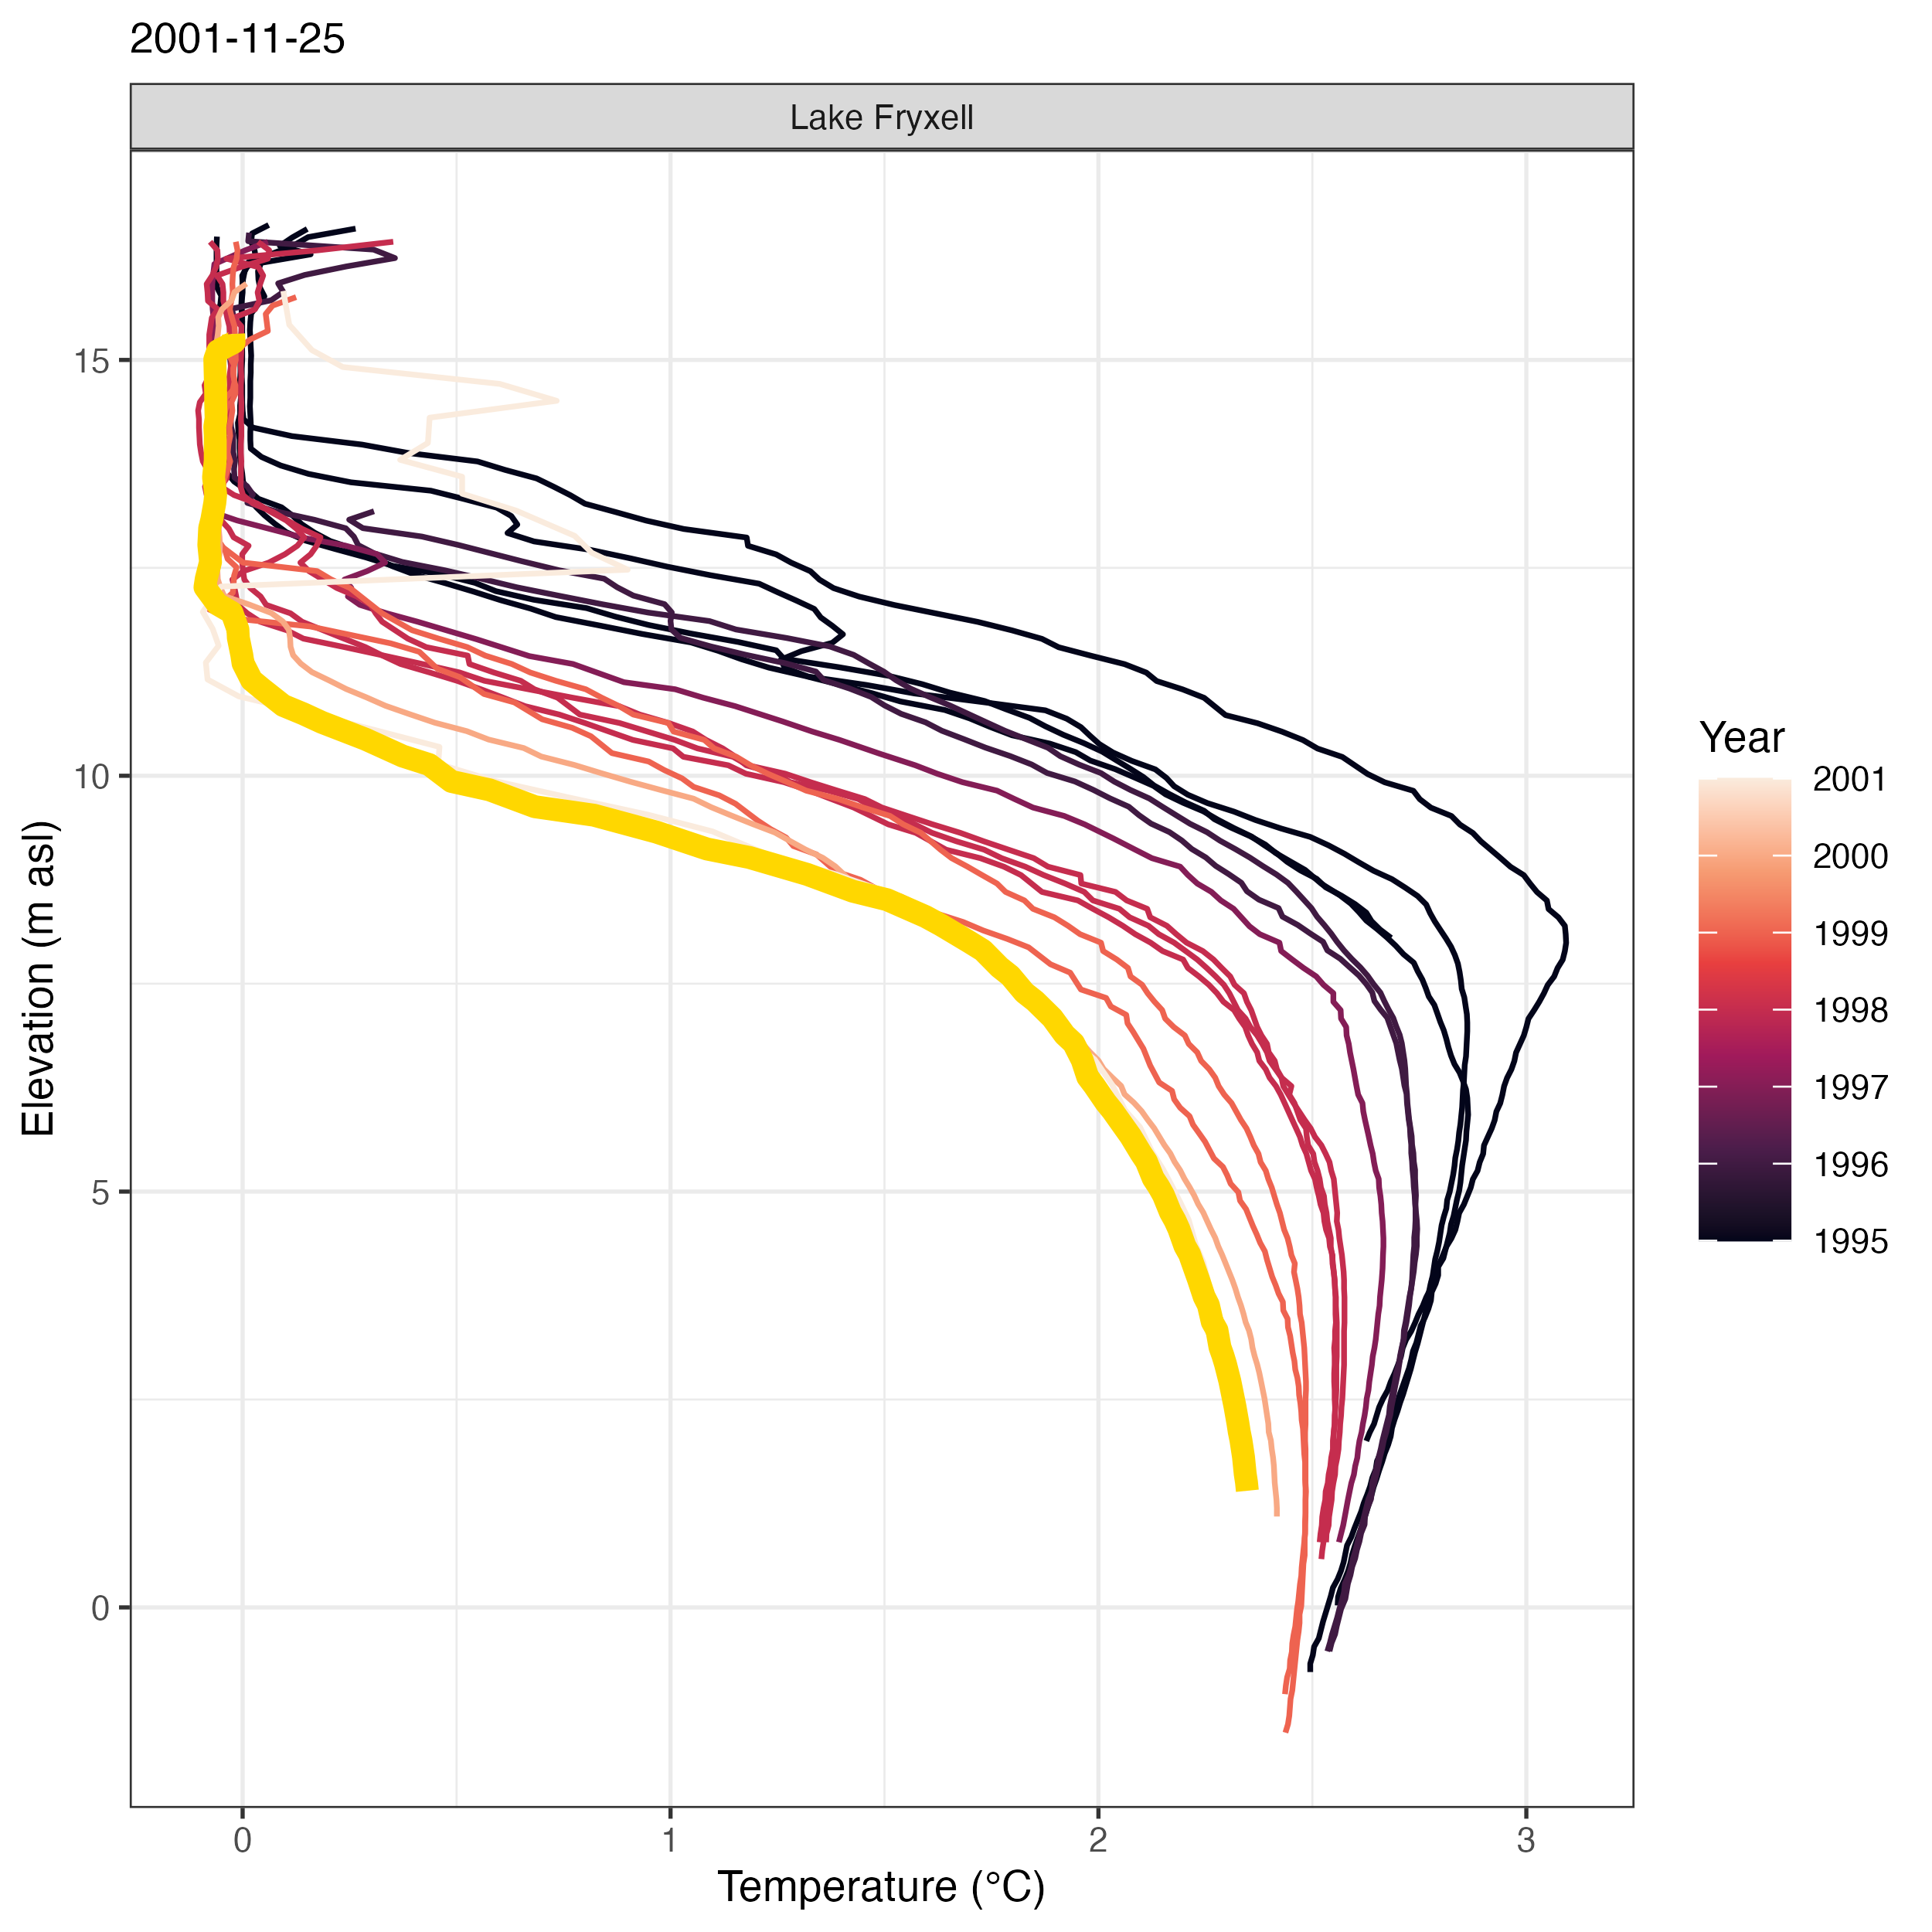 2001-11-25
Lake Fryxell
15
10
5
0
Elevation (m asl)
0 1 2 3
Temperature (°C)
Year
2001
2000
1999
1998
1997
1996
1995